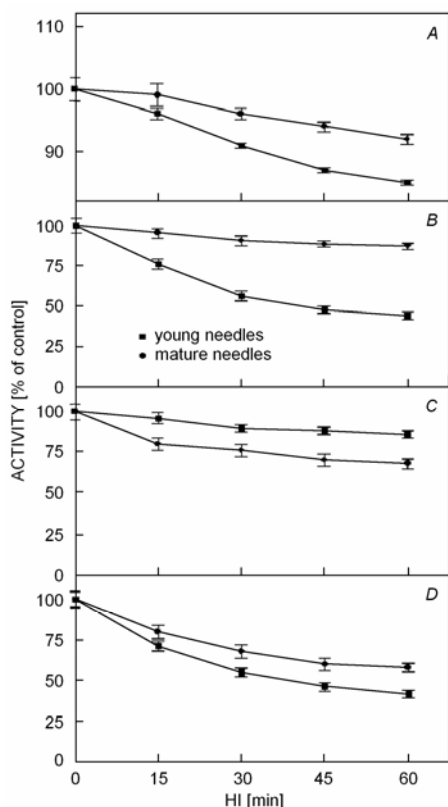 110
A
100
90
100
B
75
50
young needles
mature needles
25
0
ACTIVITY [% of control]
100
C
75
50
25
0
100
D
75
50
25
0
0 15 30 45 60
HI [min]